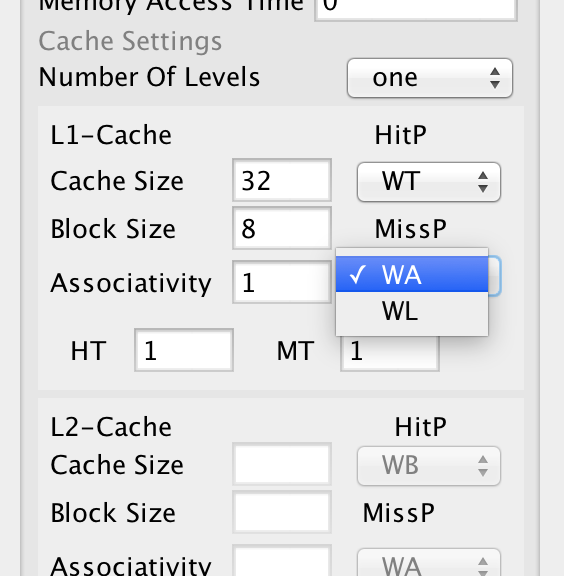 Memory Access Time 0
Cache Settings
Number Of Levels one
L1-Cache HitP
Cache Size 32 WT
Block Size 8 MissP
Associativity 1 ✓ WA
WL
HT 1 MT 1
L2-Cache HitP
Cache Size WB
Block Size MissP
Associativity WA